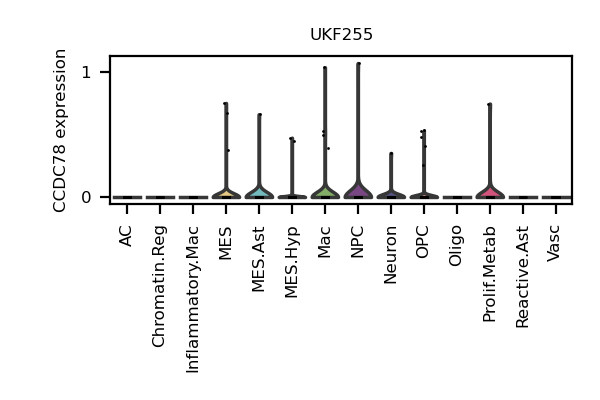 UKF255
CCDC78 expression
1
0
AC
Chromatin.Reg
Inflammatory.Mac
MES
MES.Ast
MES.Hyp
Mac
NPC
Neuron
OPC
Oligo
Prolif.Metab
Reactive.Ast
Vasc